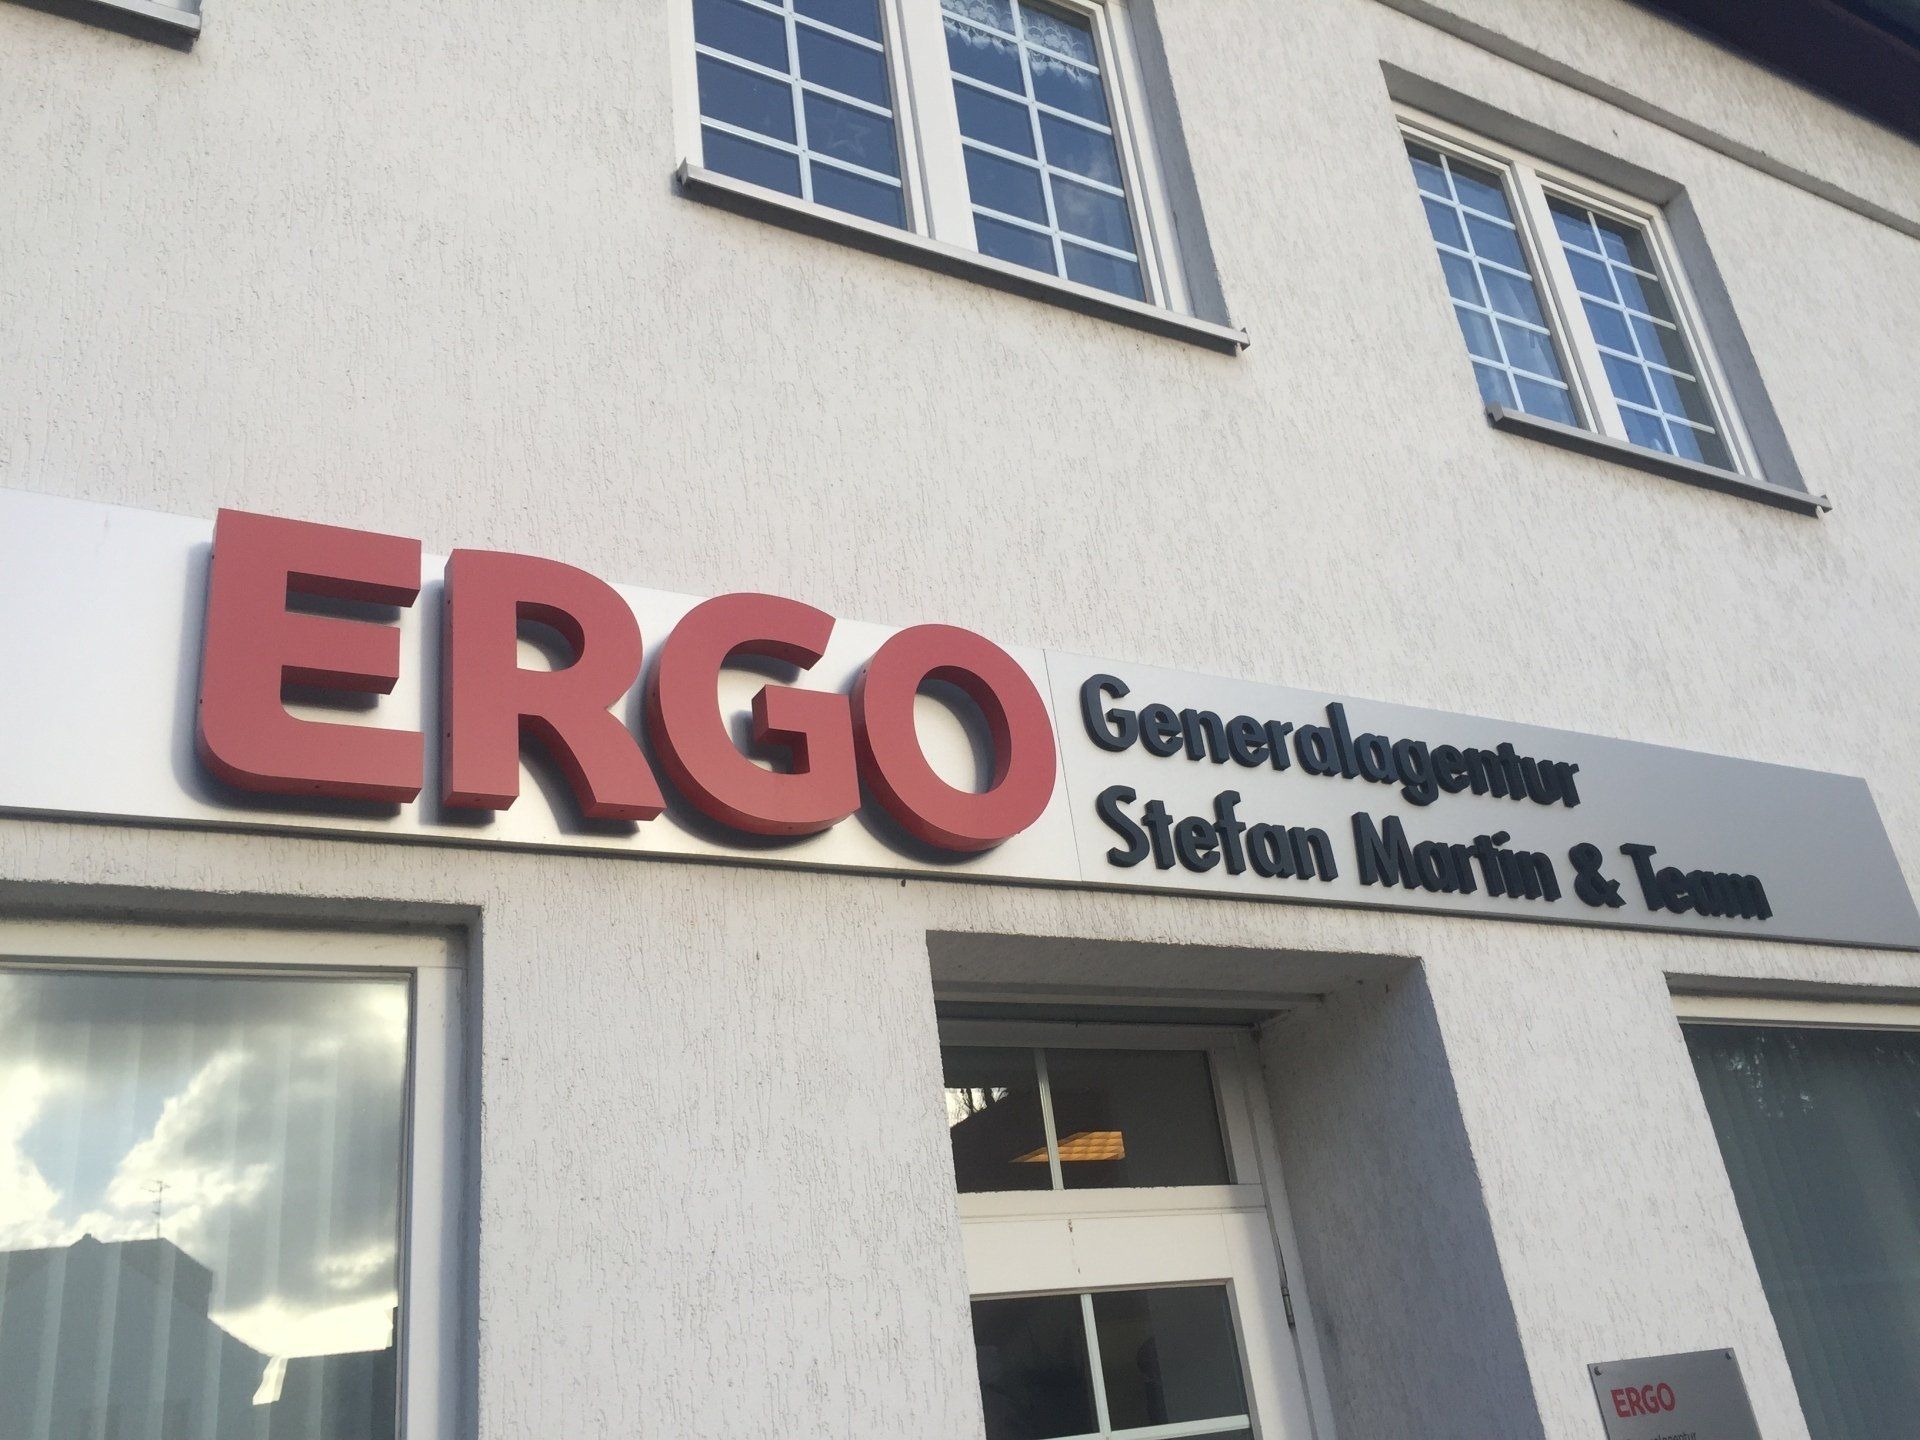 ERGO
Generalagentur
Stefan Martin & Team
ERGO